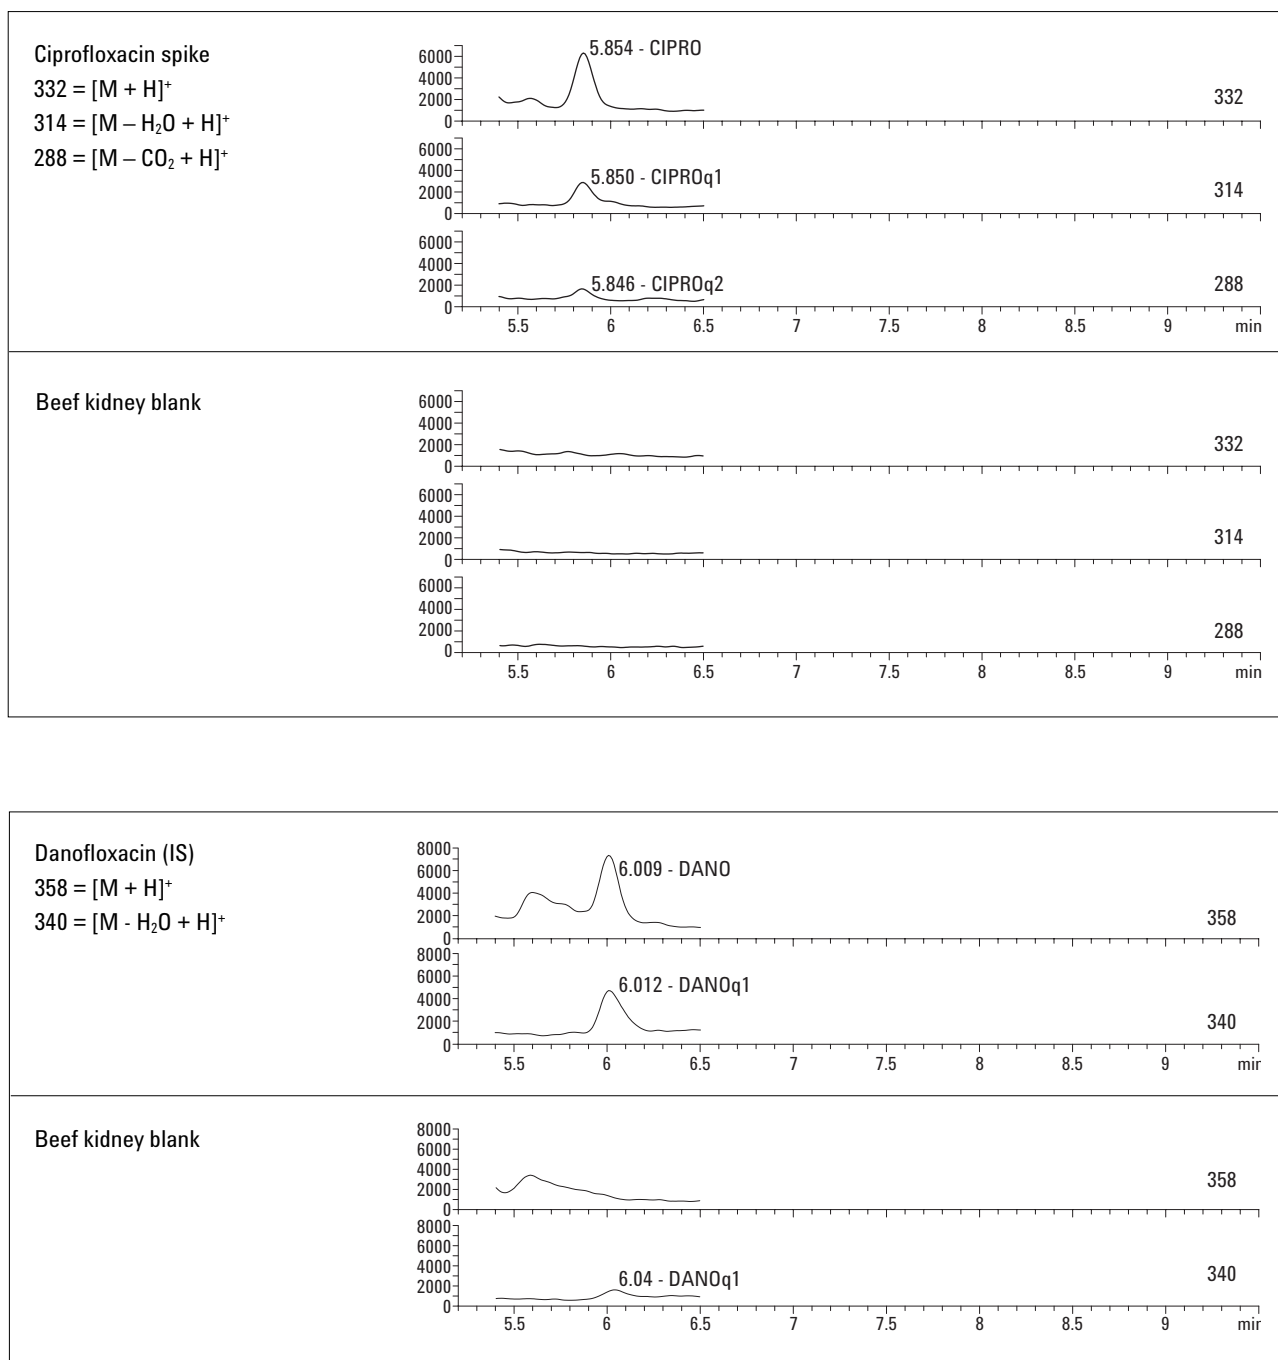 Ciprofloxacin spike
332 = [M + H]⁺
314 = [M – H₂O + H]⁺
288 = [M – CO₂ + H]⁺
6000
4000
2000
0
5.854 - CIPRO
332
6000
4000
2000
0
5.850 - CIPROq1
314
6000
4000
2000
0
5.846 - CIPROq2
288
5.5 6 6.5 7 7.5 8 8.5 9 min
Beef kidney blank
6000
4000
2000
0
332
6000
4000
2000
0
314
6000
4000
2000
0
288
5.5 6 6.5 7 7.5 8 8.5 9 min
Danofloxacin (IS)
358 = [M + H]⁺
340 = [M - H₂O + H]⁺
8000
6000
4000
2000
0
6.009 - DANO
358
8000
6000
4000
2000
0
6.012 - DANOq1
340
5.5 6 6.5 7 7.5 8 8.5 9 min
Beef kidney blank
8000
6000
4000
2000
0
358
8000
6000
4000
2000
0
6.04 - DANOq1
340
5.5 6 6.5 7 7.5 8 8.5 9 min